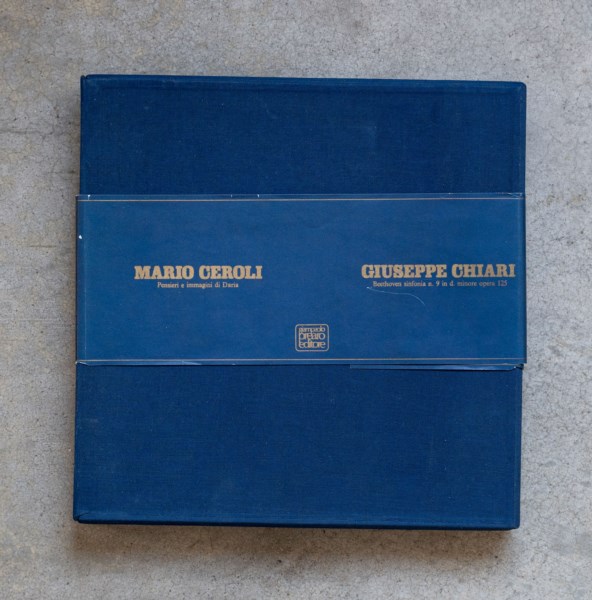 MARIO CEROLI
Pensieri e immagini di Daria
GIUSEPPE CHIARI
Beethoven sinfonia n. 9 in d. minore opera 125
giampaolo
prearo
editore